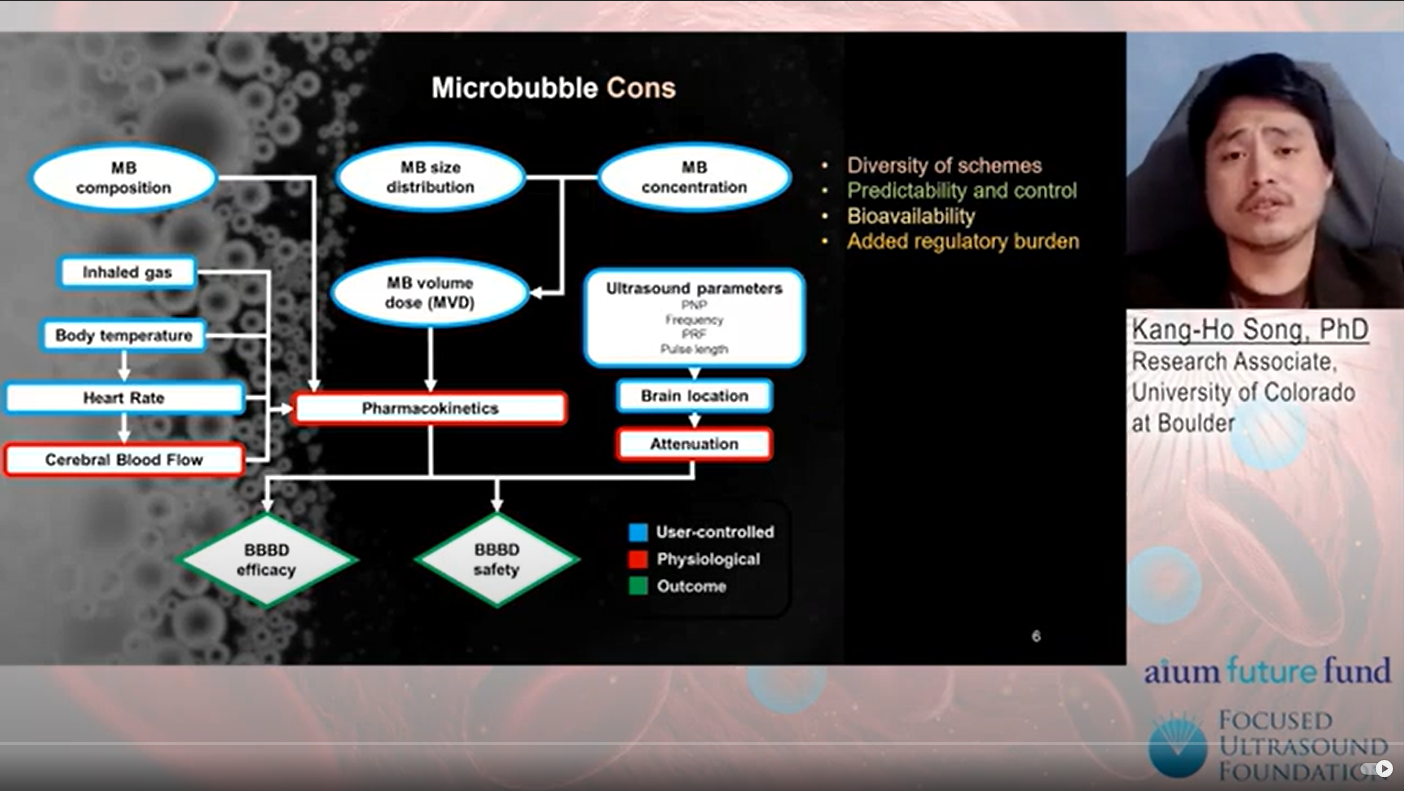 Microbubble Cons
MB
composition
MB size
distribution
MB
concentration
Inhaled gas
Body temperature
Heart Rate
Cerebral Blood Flow
MB volume
dose (MVD)
Ultrasound parameters
PNP
Frequency
PRF
Pulse length
Brain location
Attenuation
Pharmacokinetics
BBBD
efficacy
BBBD
safety
User-controlled
Physiological
Outcome
• Diversity of schemes
• Predictability and control
• Bioavailability
• Added regulatory burden
6
Kang-Ho Song, PhD
Research Associate,
University of Colorado
at Boulder
aium future fund
FOCUSED
ULTRASOUND
FOUNDATION